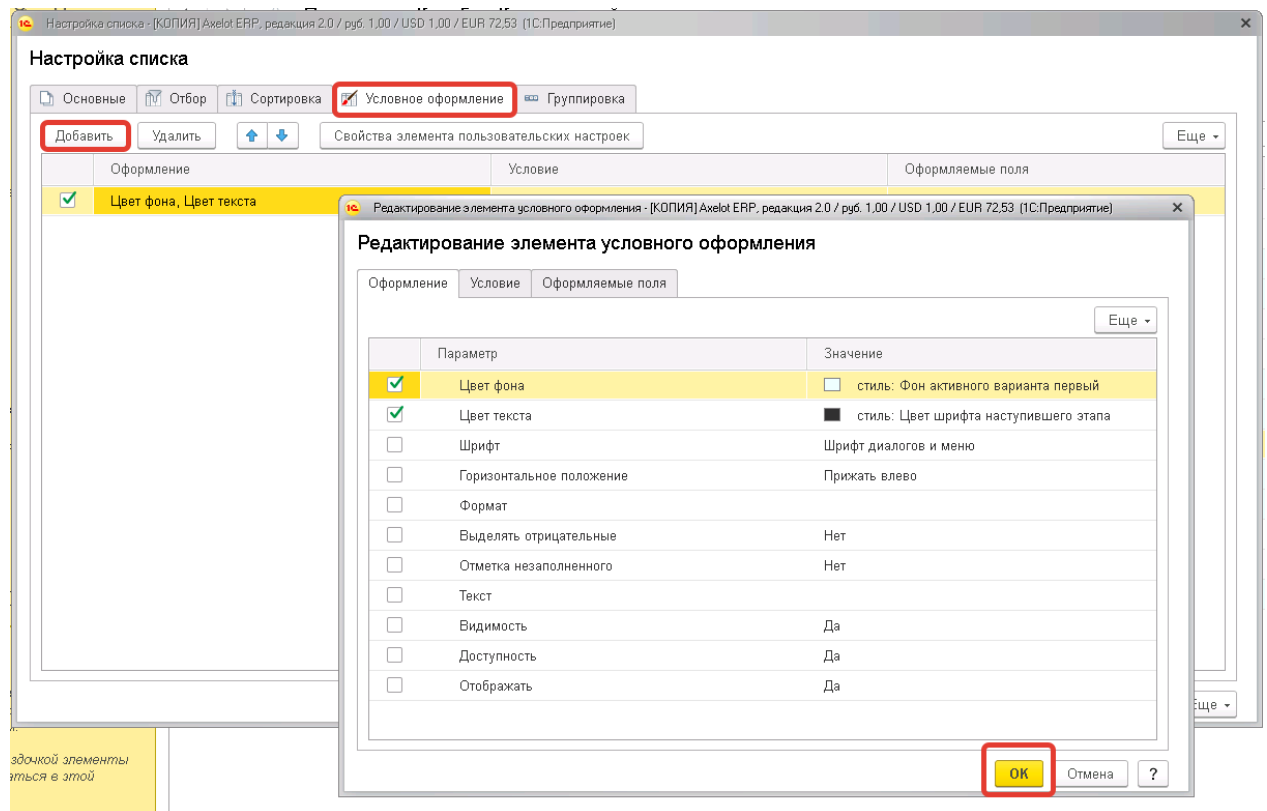 Настройка списка - [КОПИЯ] Axelot ERP, редакция 2.0 / руб. 1,00 / USD 1,00 / EUR 72,53 (1С:Предприятие)
Настройка списка
Основные Отбор Сортировка Условное оформление Группировка
Добавить Удалить Свойства элемента пользовательских настроек Еще
Оформление Условие Оформляемые поля
Цвет фона, Цвет текста
Редактирование элемента условного оформления - [КОПИЯ] Axelot ERP, редакция 2.0 / руб. 1,00 / USD 1,00 / EUR 72,53 (1С:Предприятие)
Редактирование элемента условного оформления
Оформление Условие Оформляемые поля
Еще
Параметр Значение
Цвет фона стиль: Фон активного варианта первый
Цвет текста стиль: Цвет шрифта наступившего этапа
Шрифт Шрифт диалогов и меню
Горизонтальное положение Прижать влево
Формат
Выделять отрицательные Нет
Отметка незаполненного Нет
Текст
Видимость Да
Доступность Да
Отображать Да
Еще
здочкой элементы
аться в этой
ОК Отмена ?